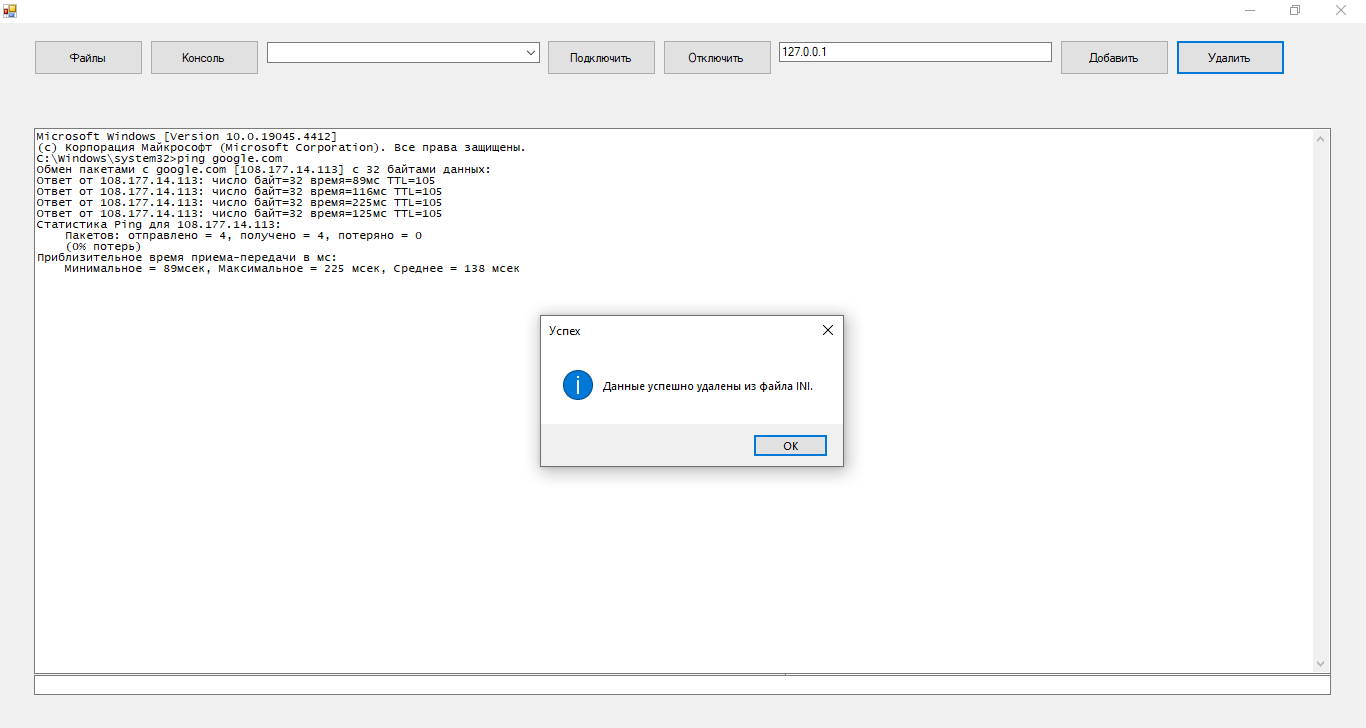 Файлы
Консоль
Подключить
Отключить
127.0.0.1
Добавить
Удалить
Microsoft Windows [Version 10.0.19045.4412]
(c) Корпорация Майкрософт (Microsoft Corporation). Все права защищены.
C:\Windows\system32>ping google.com
Обмен пакетами с google.com [108.177.14.113] с 32 байтами данных:
Ответ от 108.177.14.113: число байт=32 время=89мс TTL=105
Ответ от 108.177.14.113: число байт=32 время=116мс TTL=105
Ответ от 108.177.14.113: число байт=32 время=225мс TTL=105
Ответ от 108.177.14.113: число байт=32 время=125мс TTL=105
Статистика Ping для 108.177.14.113:
Пакетов: отправлено = 4, получено = 4, потеряно = 0
(0% потерь)
Приблизительное время приема-передачи в мс:
Минимальное = 89мсек, Максимальное = 225 мсек, Среднее = 138 мсек
Успех
Данные успешно удалены из файла INI.
ОК